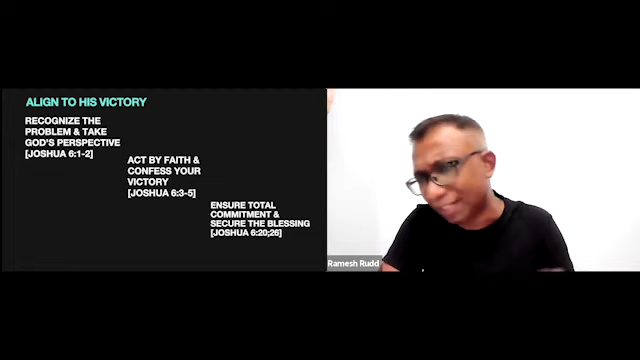 ALIGN TO HIS VICTORY
RECOGNIZE THE
PROBLEM & TAKE
GOD'S PERSPECTIVE
[JOSHUA 6:1-2]
ACT BY FAITH &
CONFESS YOUR
VICTORY
[JOSHUA 6:3-5]
ENSURE TOTAL
COMMITMENT &
SECURE THE BLESSING
[JOSHUA 6:20;26]
Ramesh Rudd